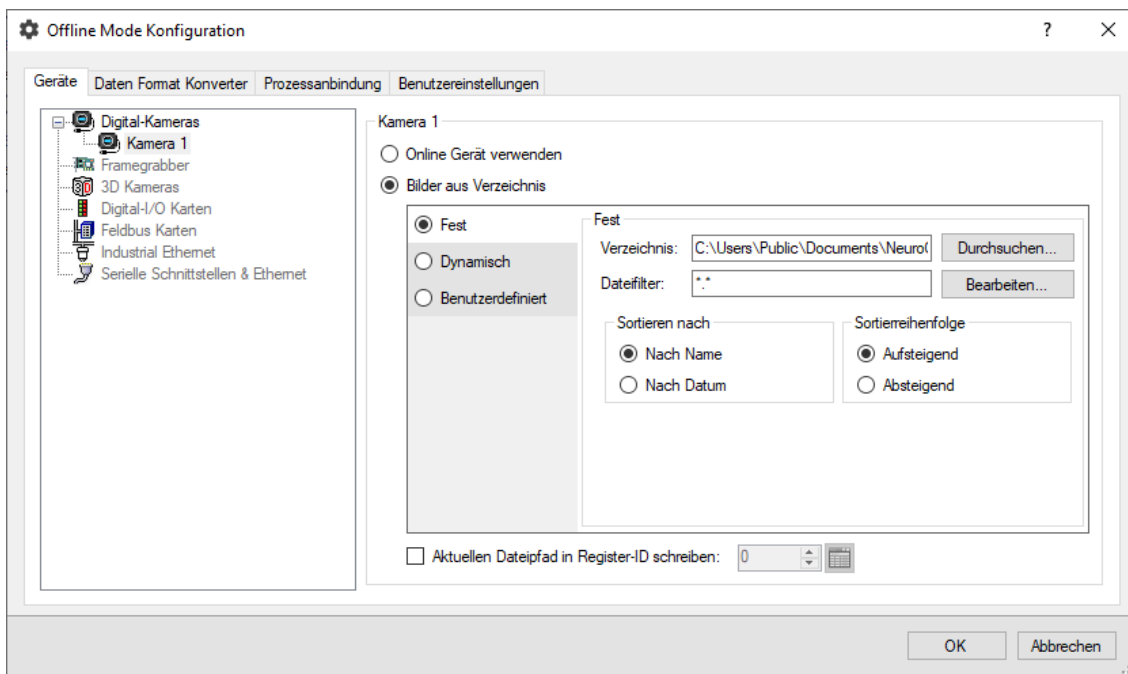 Offline Mode Konfiguration
?
Geräte Daten Format Konverter Prozessanbindung Benutzereinstellungen
Digital-Kameras
Kamera 1
Framegrabber
3D Kameras
Digital-I/O Karten
Feldbus Karten
Industrial Ethernet
Serielle Schnittstellen & Ethernet
Kamera 1
Online Gerät verwenden
Bilder aus Verzeichnis
Fest
Dynamisch
Benutzerdefiniert
Fest
Verzeichnis: C:\Users\Public\Documents\Neuro( Durchsuchen...
Dateifilter: *.* Bearbeiten...
Sortieren nach
Nach Name
Nach Datum
Sortierreihenfolge
Aufsteigend
Absteigend
Aktuellen Dateipfad in Register-ID schreiben: 0
OK Abbrechen